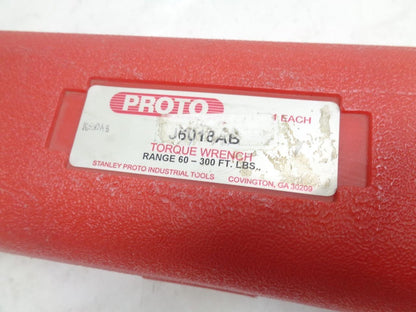 PROTO
1 EACH
J6018AB
TORQUE WRENCH
RANGE 60 – 300 FT. LBS..
STANLEY PROTO INDUSTRIAL TOOLS COVINGTON, GA 30209